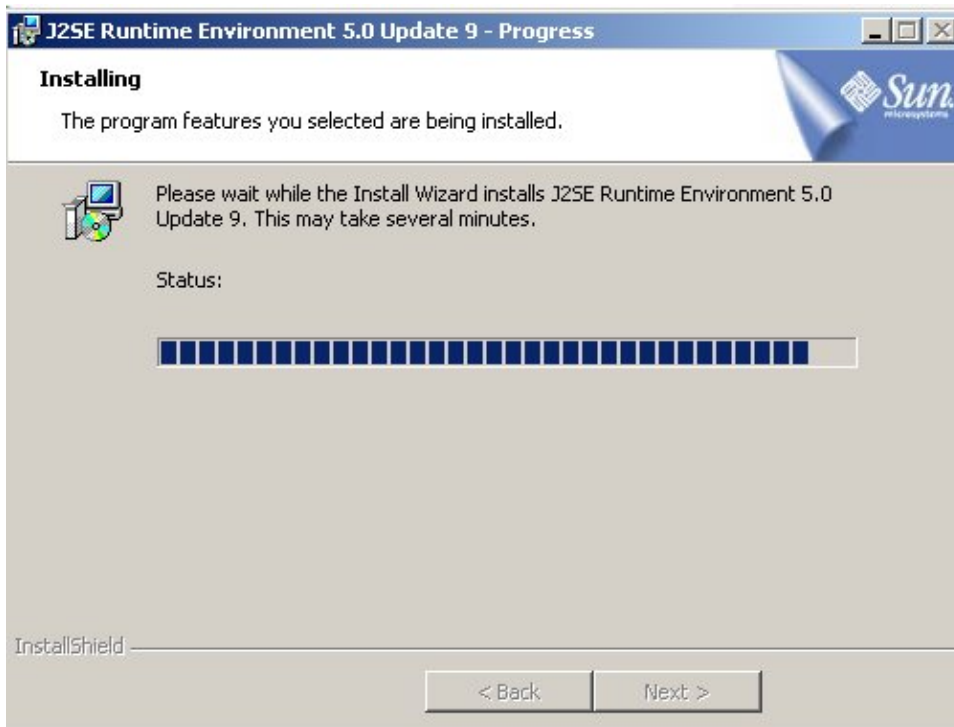 J2SE Runtime Environment 5.0 Update 9 - Progress
Installing
The program features you selected are being installed.
Sun
microsystems
Please wait while the Install Wizard installs J2SE Runtime Environment 5.0
Update 9. This may take several minutes.
Status:
InstallShield
< Back
Next >